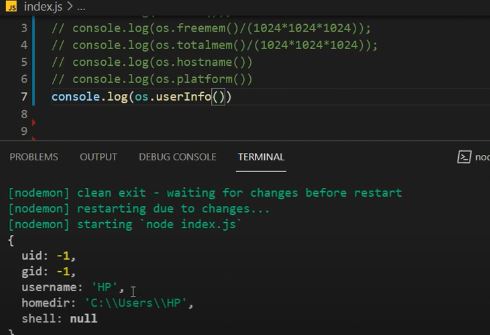 JS index.js > ...
3 // console.log(os.freemem()/(1024*1024*1024));
4 // console.log(os.totalmem()/(1024*1024*1024));
5 // console.log(os.hostname())
6 // console.log(os.platform())
7 console.log(os.userInfo())
8
9
PROBLEMS OUTPUT DEBUG CONSOLE TERMINAL
[nodemon] clean exit - waiting for changes before restart
[nodemon] restarting due to changes...
[nodemon] starting `node index.js`
{
uid: -1,
gid: -1,
username: 'HP',
homedir: 'C:\\Users\\HP',
shell: null
}